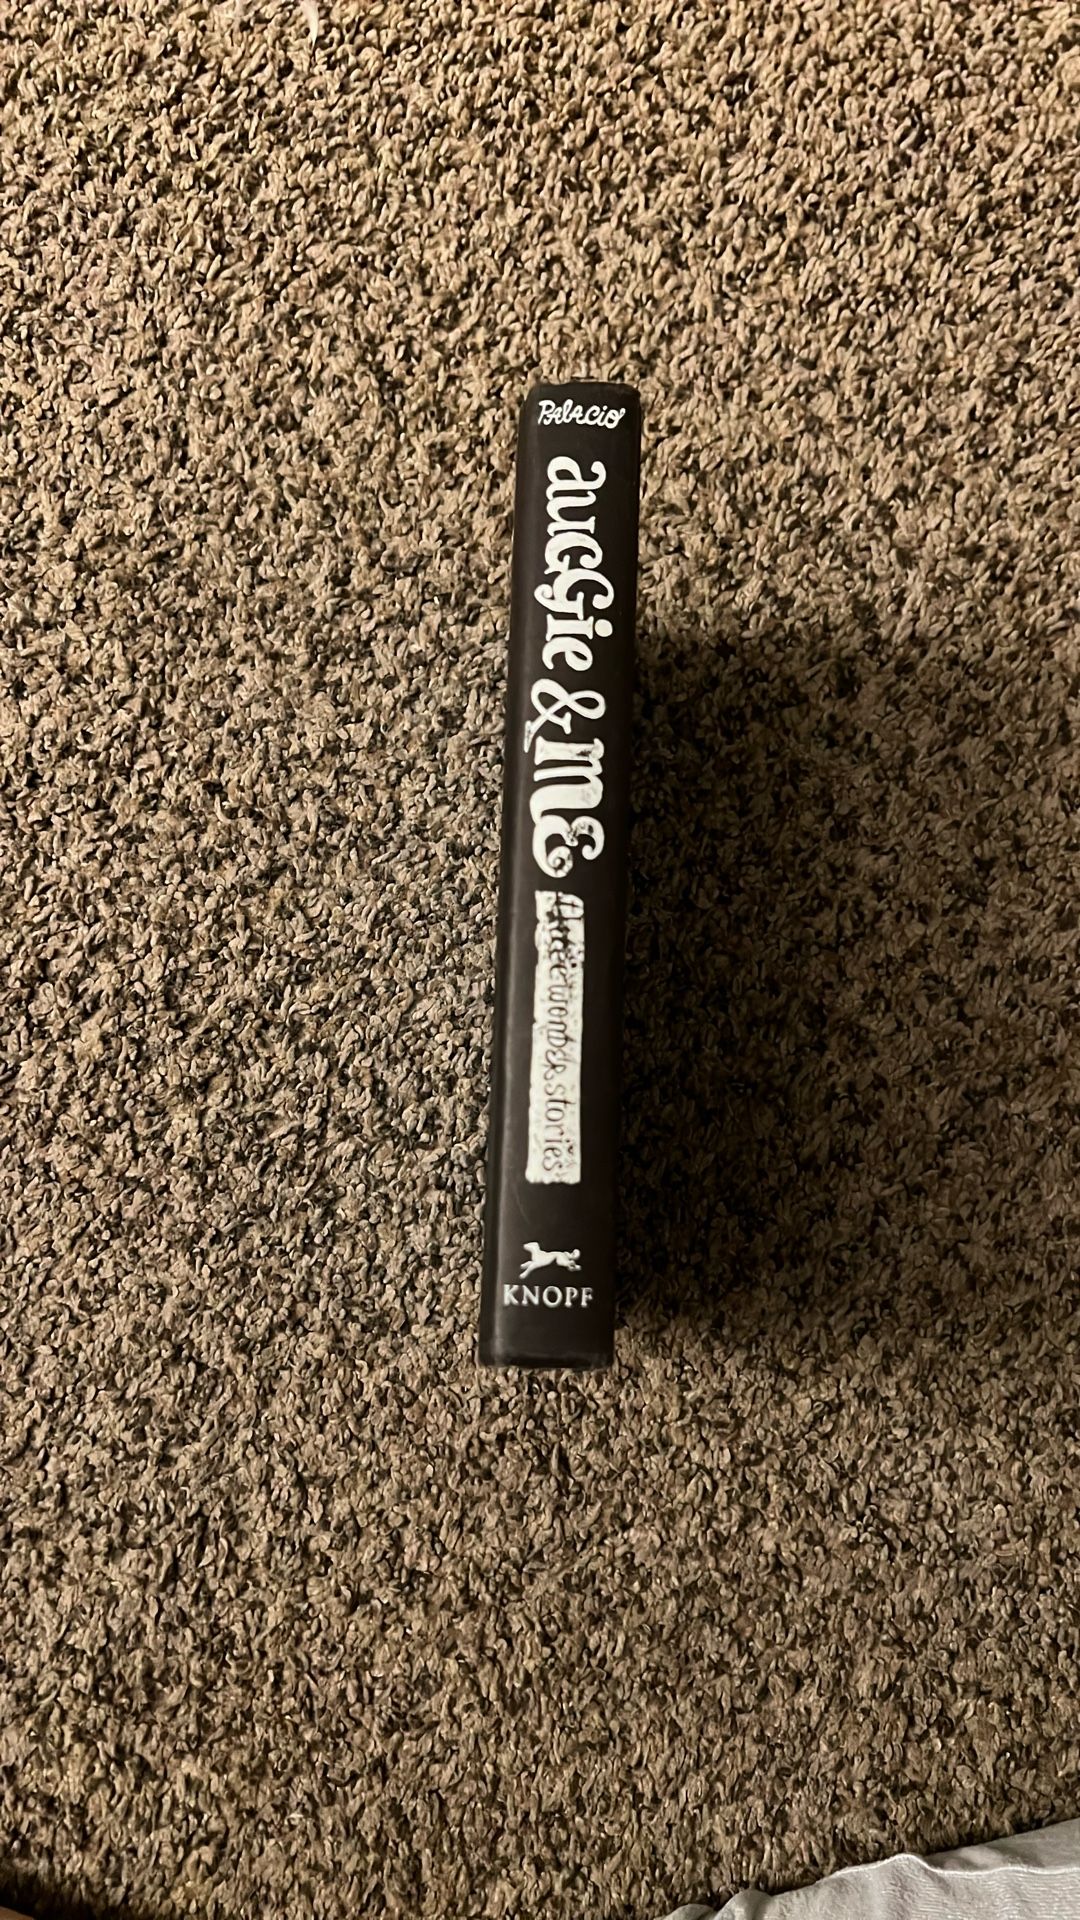 Palacio
auggie & me
three wonder stories
KNOPF